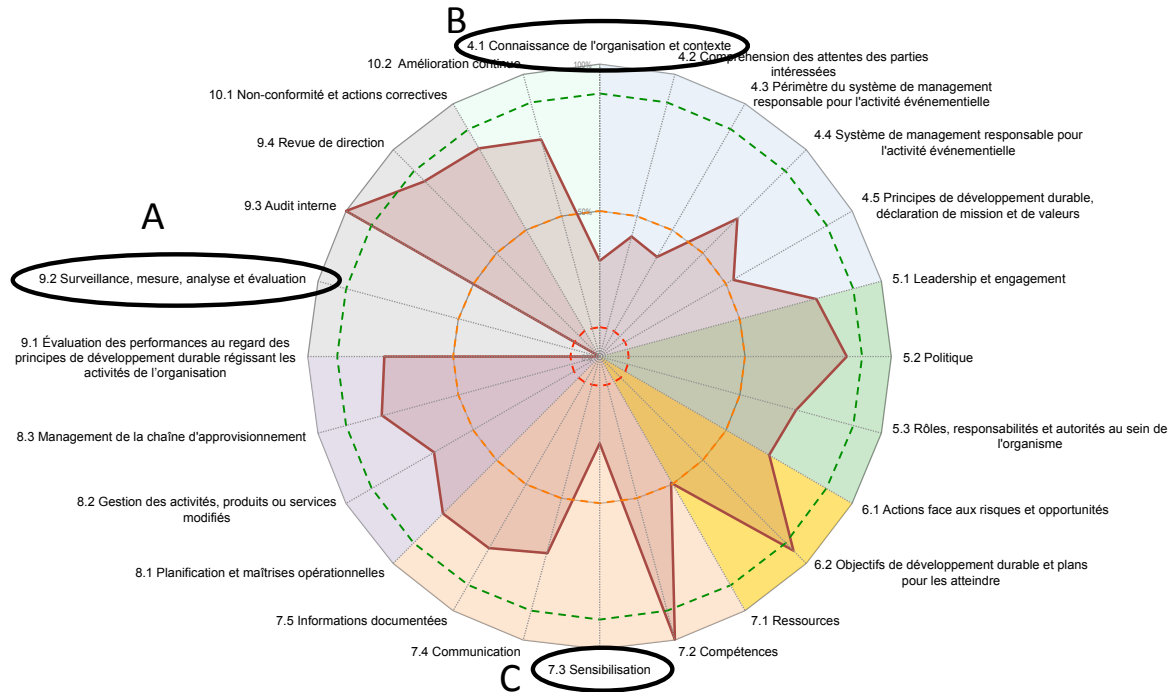 B
4.1 Connaissance de l'organisation et contexte
100%
4.2 Compréhension des attentes des parties
intéressées
4.3 Périmètre du système de management
responsable pour l'activité événementielle
4.4 Système de management responsable pour
l'activité événementielle
4.5 Principes de développement durable,
déclaration de mission et de valeurs
5.1 Leadership et engagement
5.2 Politique
5.3 Rôles, responsabilités et autorités au sein de
l'organisme
6.1 Actions face aux risques et opportunités
6.2 Objectifs de développement durable et plans
pour les atteindre
7.1 Ressources
7.2 Compétences
7.3 Sensibilisation
C
7.4 Communication
7.5 Informations documentées
8.1 Planification et maîtrises opérationnelles
8.2 Gestion des activités, produits ou services
modifiés
8.3 Management de la chaîne d'approvisionnement
9.1 Évaluation des performances au regard des
principes de développement durable régissant les
activités de l'organisation
9.2 Surveillance, mesure, analyse et évaluation
A
9.3 Audit interne
9.4 Revue de direction
10.1 Non-conformité et actions correctives
10.2 Amélioration continue
50%